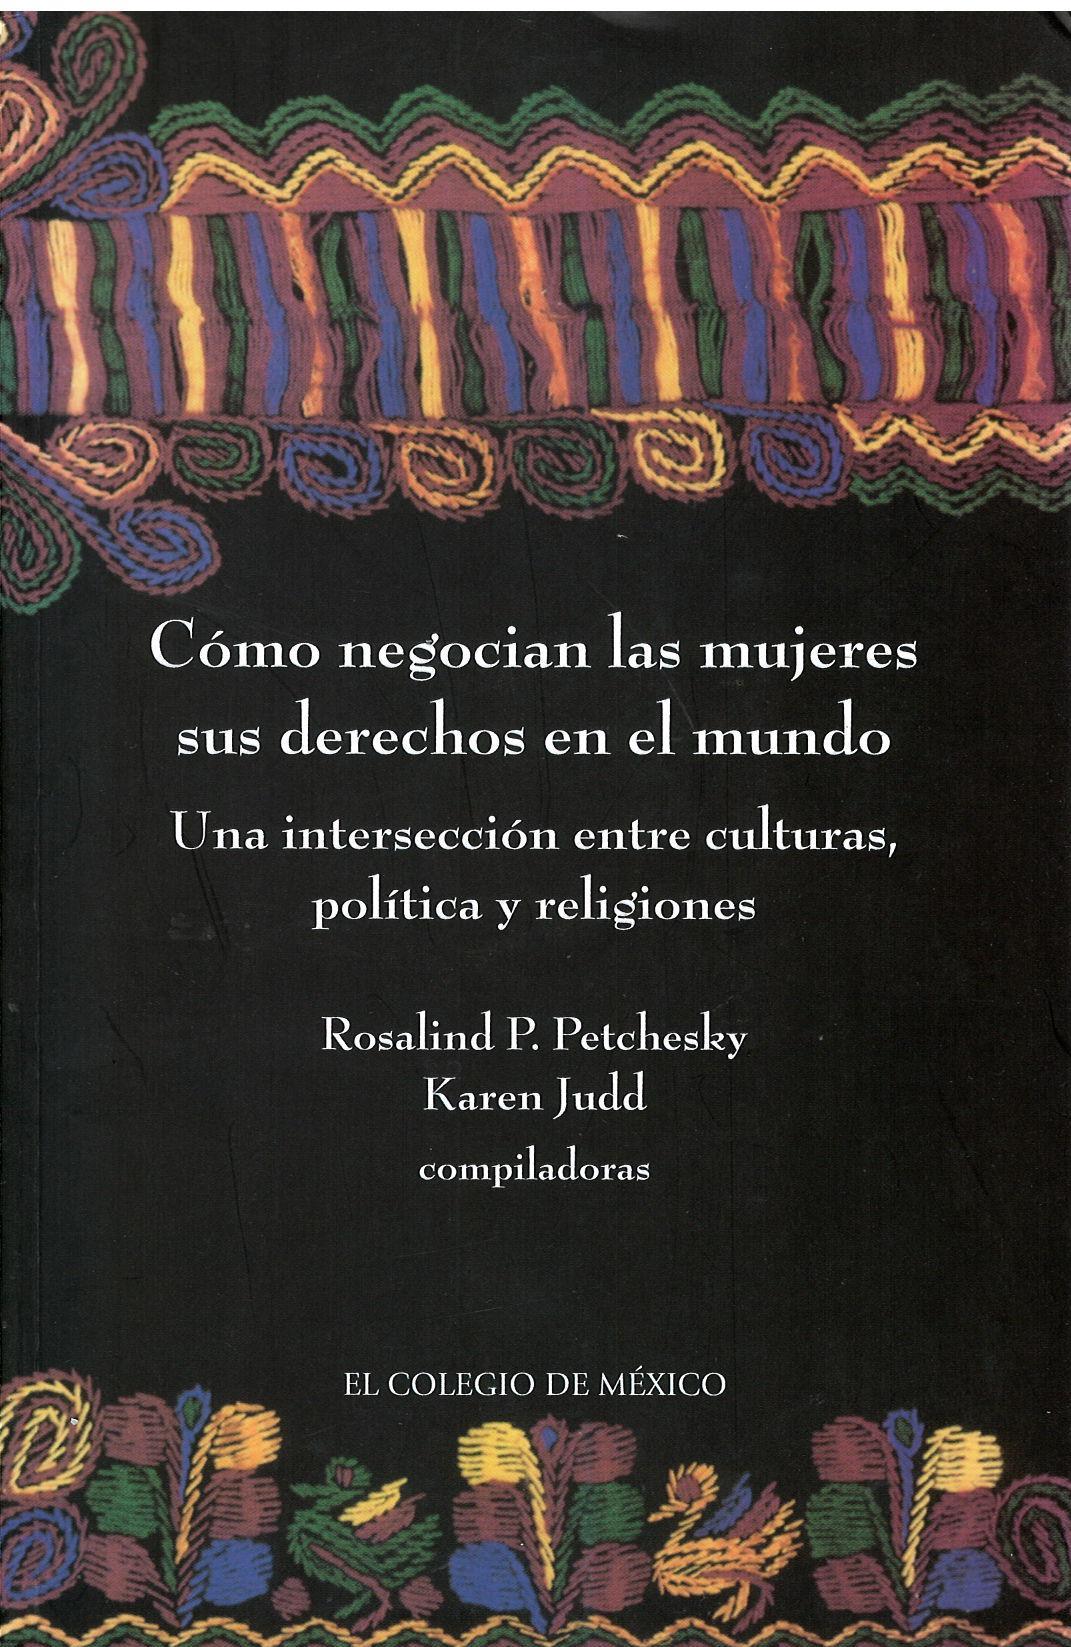 Cómo negocian las mujeres
sus derechos en el mundo
Una intersección entre culturas,
política y religiones
Rosalind P. Petchesky
Karen Judd
compiladoras
EL COLEGIO DE MÉXICO